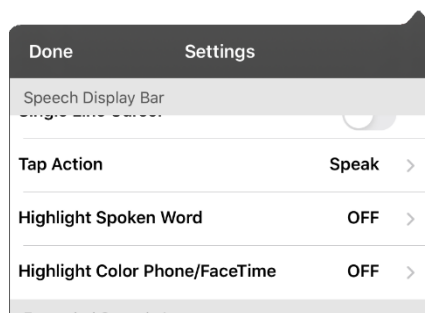 Done Settings
Speech Display Bar
Tap Action Speak
Highlight Spoken Word OFF
Highlight Color Phone/FaceTime OFF